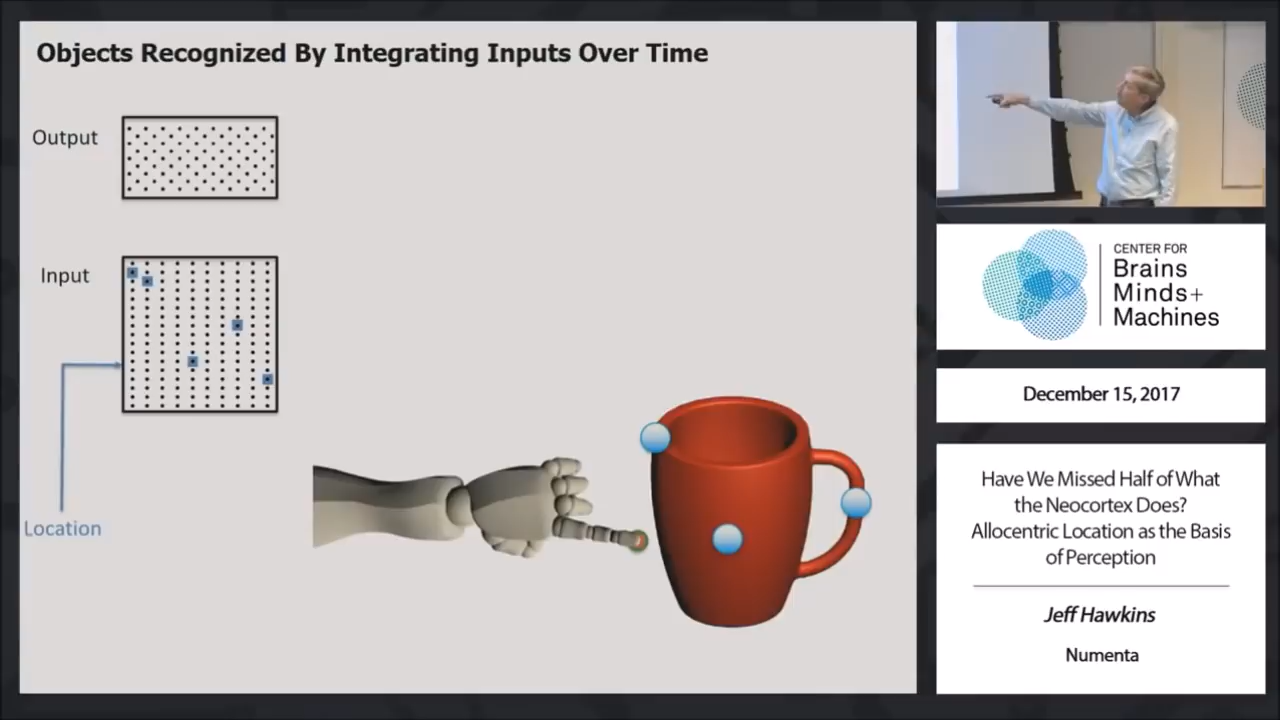 Objects Recognized By Integrating Inputs Over Time
Output
Input
Location
CENTER FOR
Brains
Minds+
Machines
December 15, 2017
Have We Missed Half of What
the Neocortex Does?
Allocentric Location as the Basis
of Perception
Jeff Hawkins
Numenta